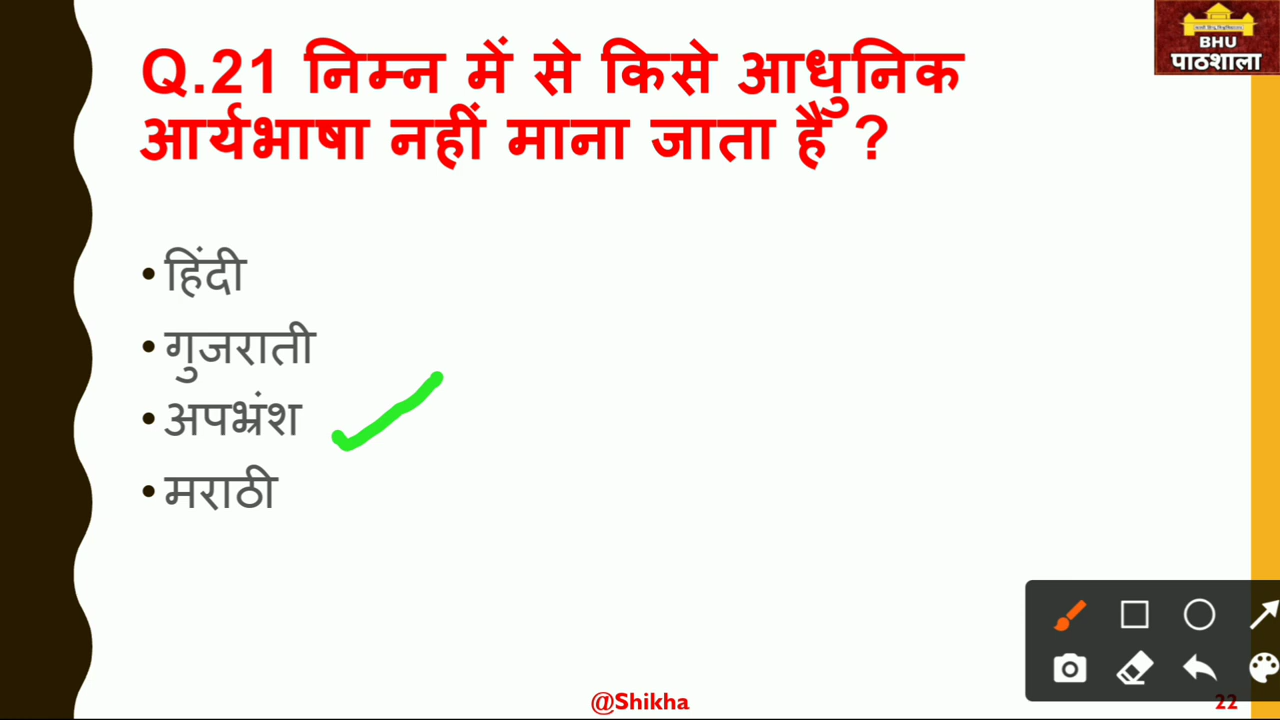 BHU
पाठशाला
Q.21 निम्न में से किसे आधुनिक
आर्यभाषा नहीं माना जाता है ?
• हिंदी
• गुजराती
• अपभ्रंश
• मराठी
@Shikha
22